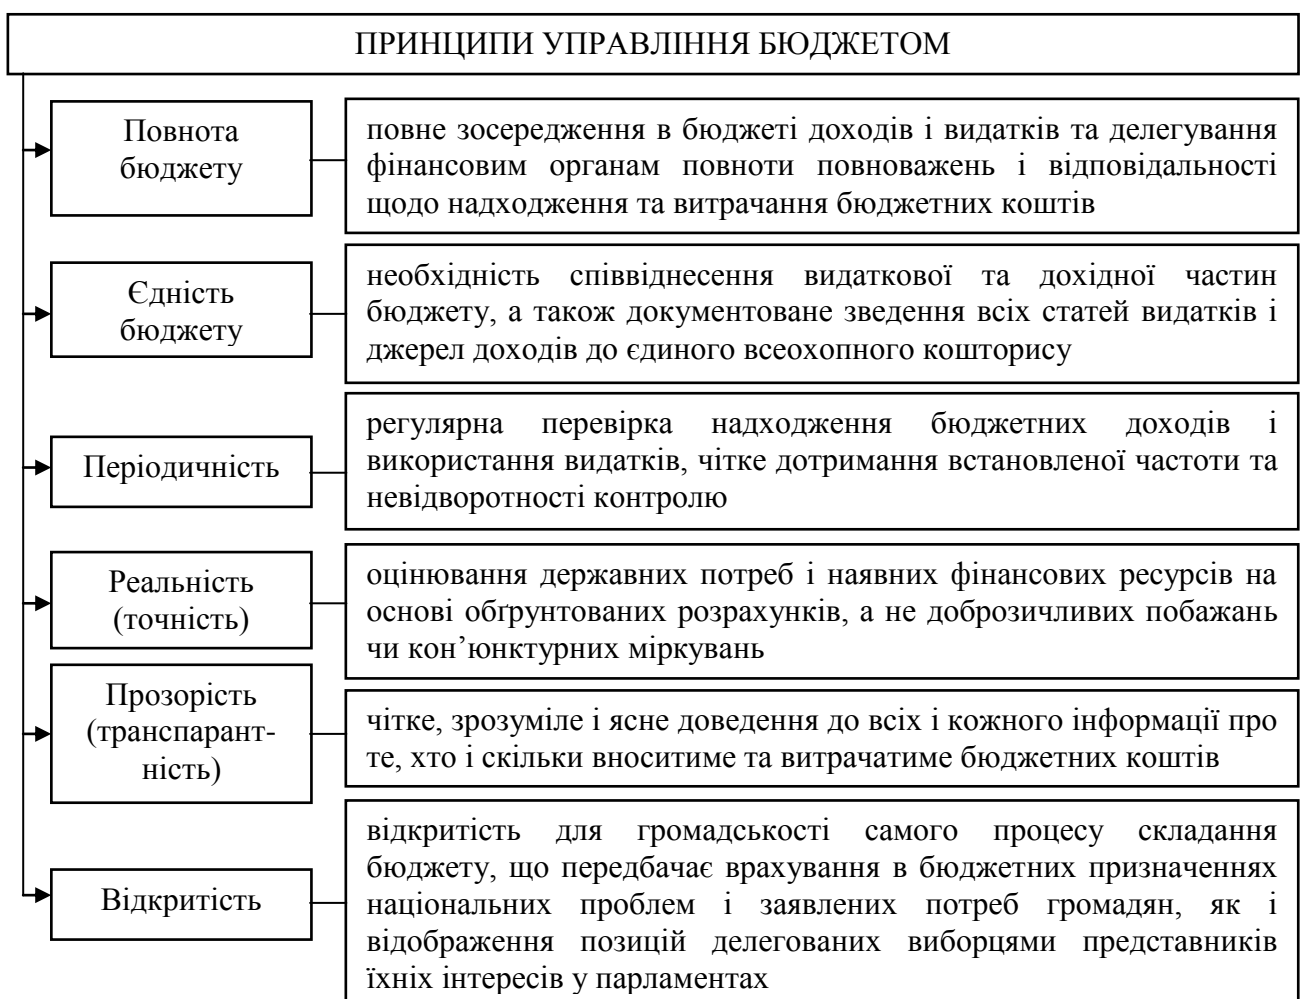 ПРИНЦИПИ УПРАВЛІННЯ БЮДЖЕТОМ
Повнота
бюджету
повне зосередження в бюджеті доходів і видатків та делегування
фінансовим органам повноти повноважень і відповідальності
щодо надходження та витрачання бюджетних коштів
Єдність
бюджету
необхідність співвіднесення видаткової та дохідної частин
бюджету, а також документоване зведення всіх статей видатків і
джерел доходів до єдиного всеохопного кошторису
Періодичність
регулярна перевірка надходження бюджетних доходів і
використання видатків, чітке дотримання встановленої частоти та
невідворотності контролю
Реальність
(точність)
оцінювання державних потреб і наявних фінансових ресурсів на
основі обґрунтованих розрахунків, а не доброзичливих побажань
чи кон’юнктурних міркувань
Прозорість
(транспарант-
ність)
чітке, зрозуміле і ясне доведення до всіх і кожного інформації про
те, хто і скільки вноситиме та витрачатиме бюджетних коштів
Відкритість
відкритість для громадськості самого процесу складання
бюджету, що передбачає врахування в бюджетних призначеннях
національних проблем і заявлених потреб громадян, як і
відображення позицій делегованих виборцями представників
їхніх інтересів у парламентах